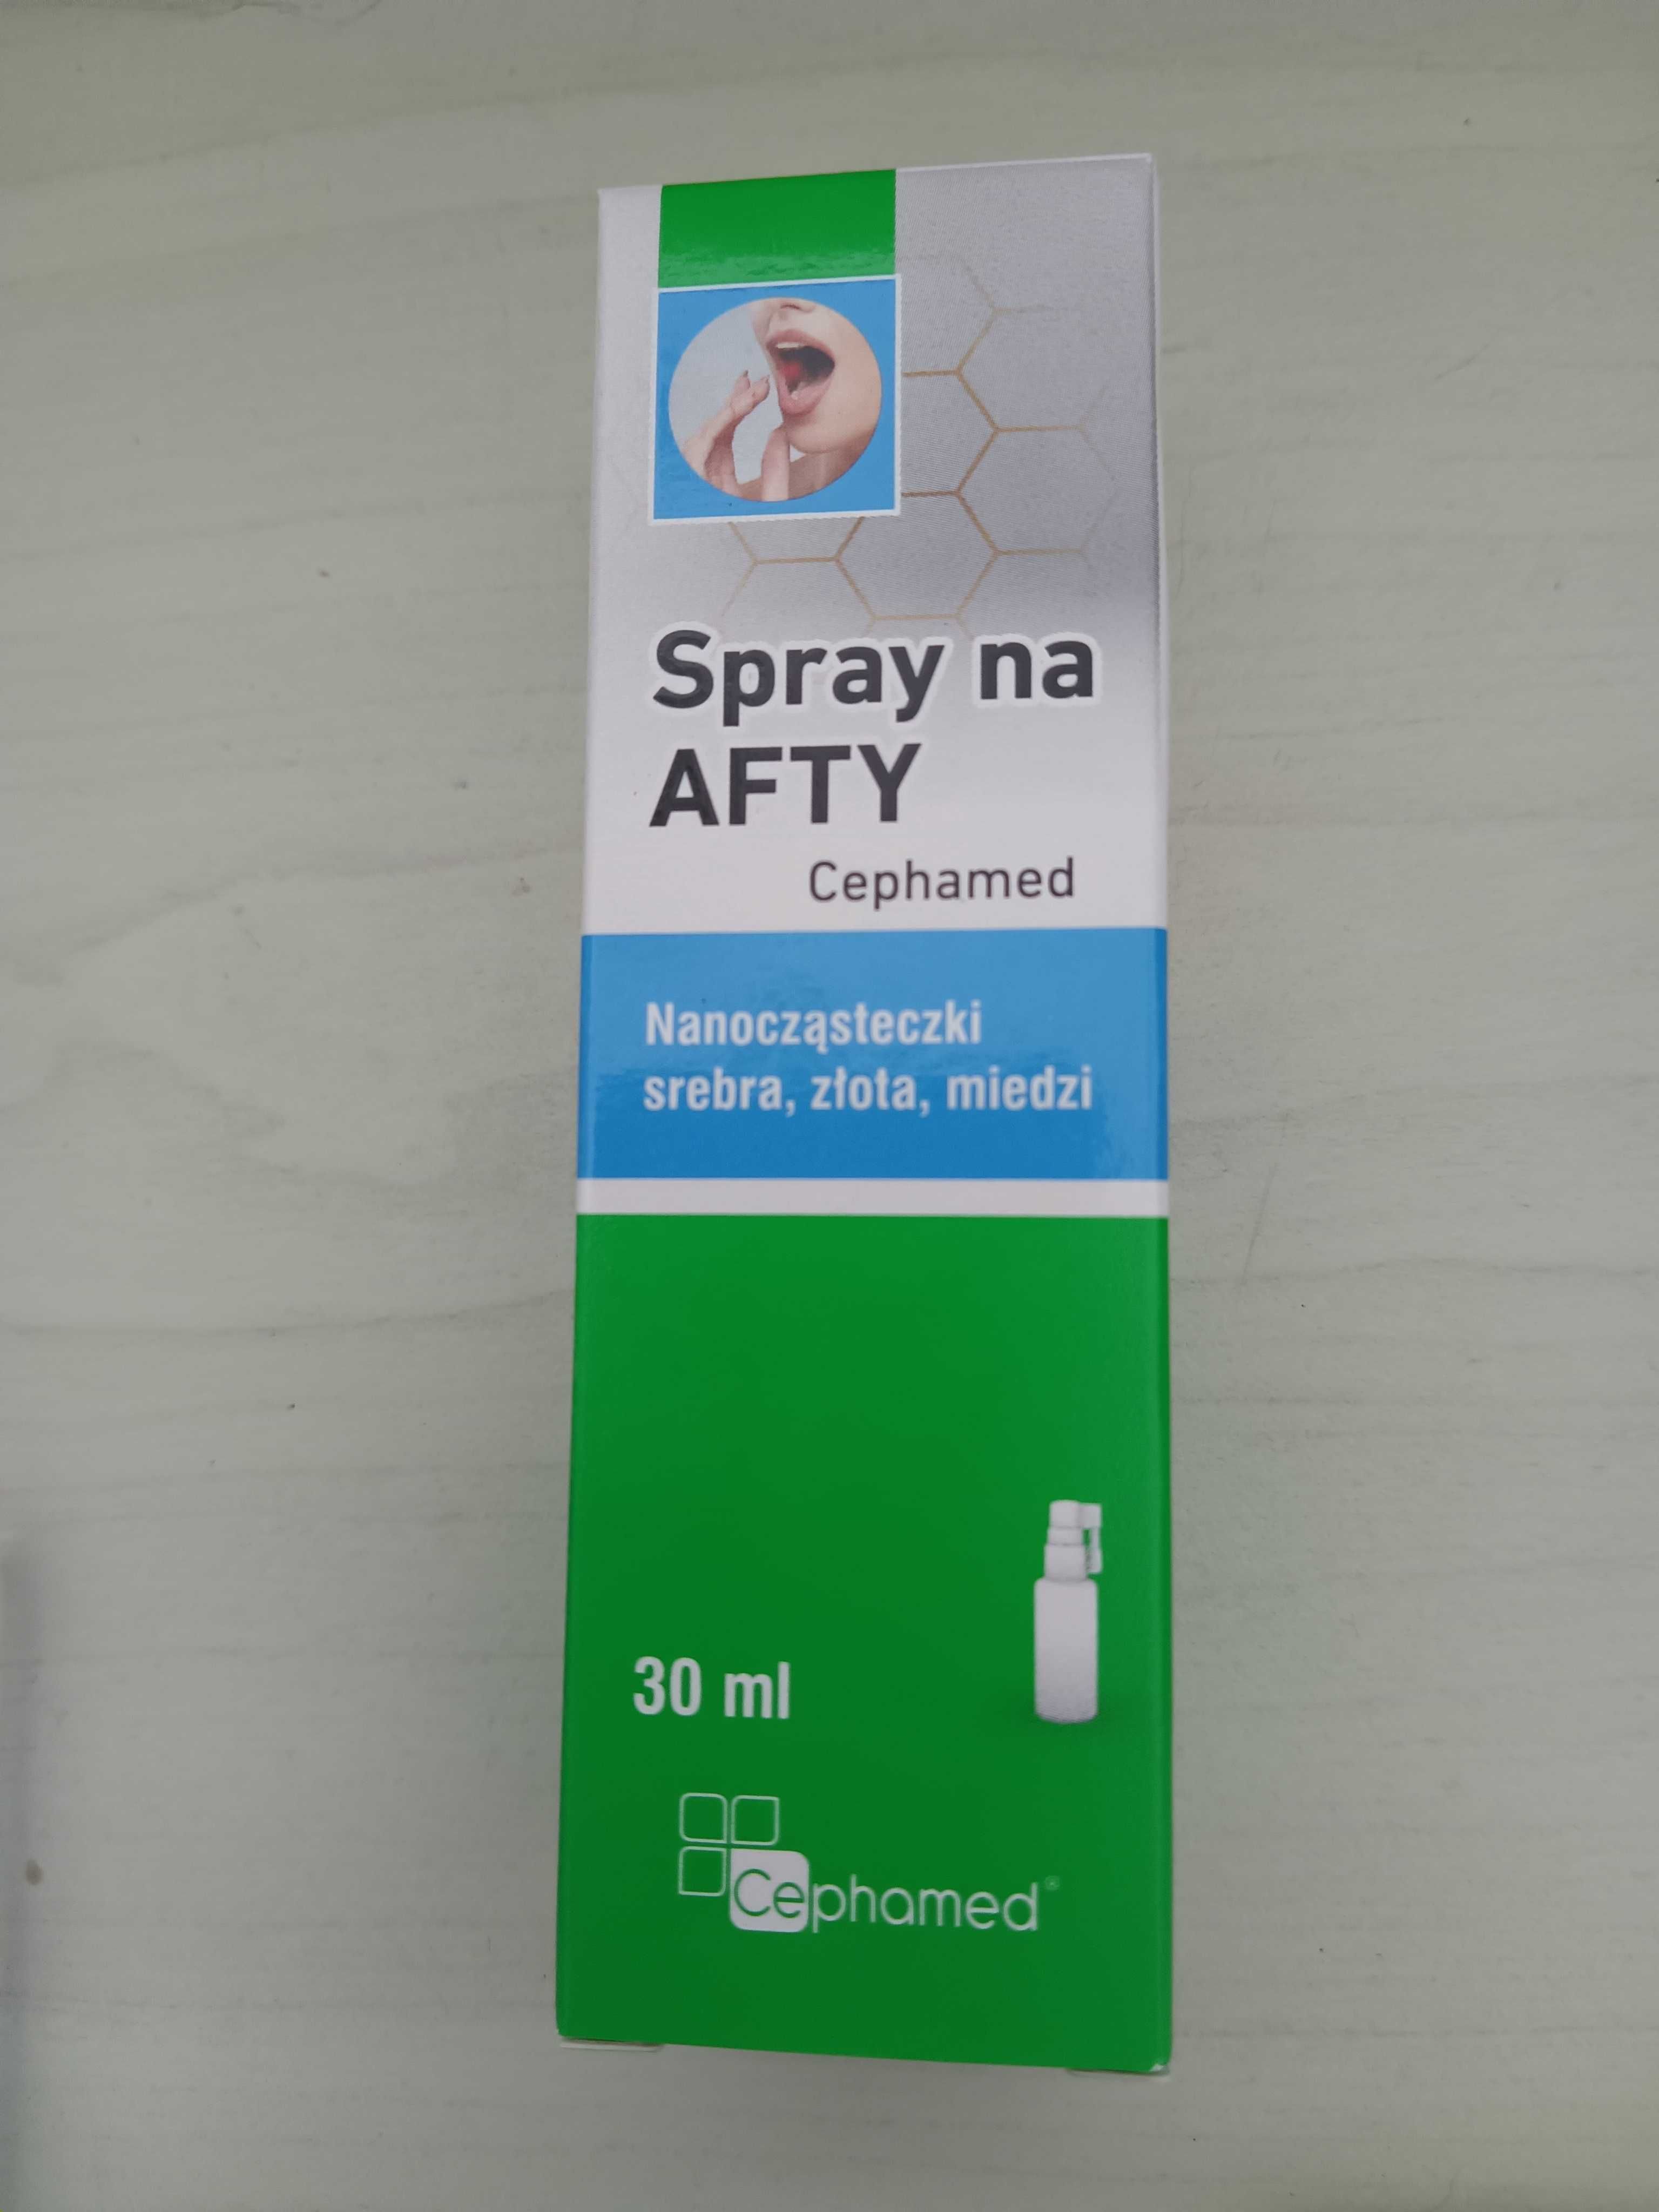 Spray na
AFTY
Cephamed
Nanocząsteczki
srebra, złota, miedzi
30 ml
Cephamed®